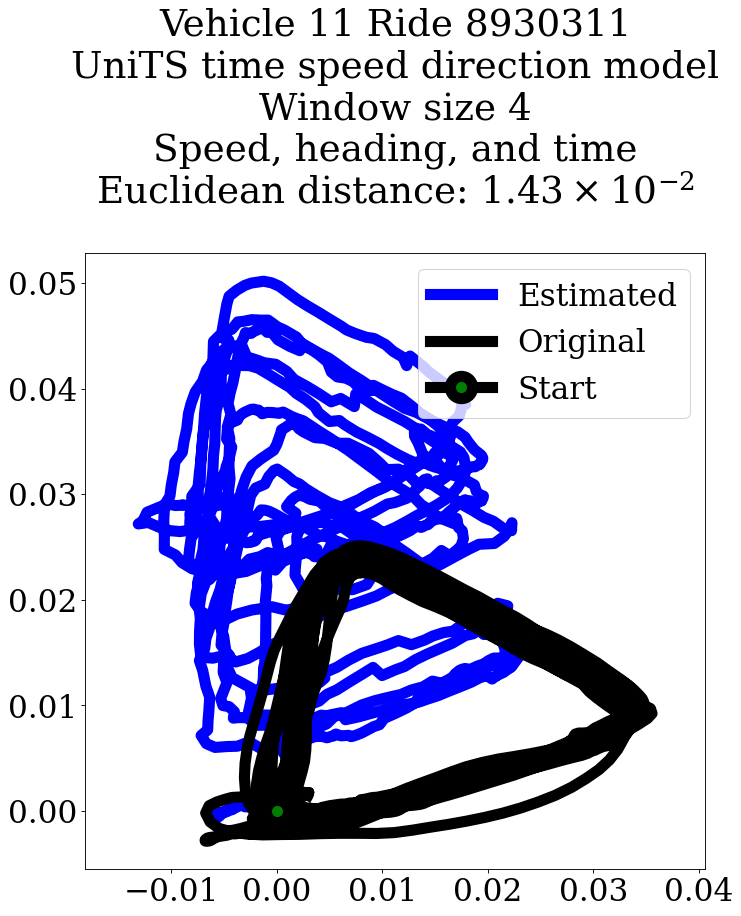 Vehicle 11 Ride 8930311
UniTS time speed direction model
Window size 4
Speed, heading, and time
Euclidean distance: 1.43 × 10⁻²
Estimated
Original
Start
0.05
0.04
0.03
0.02
0.01
0.00
−0.01 0.00 0.01 0.02 0.03 0.04